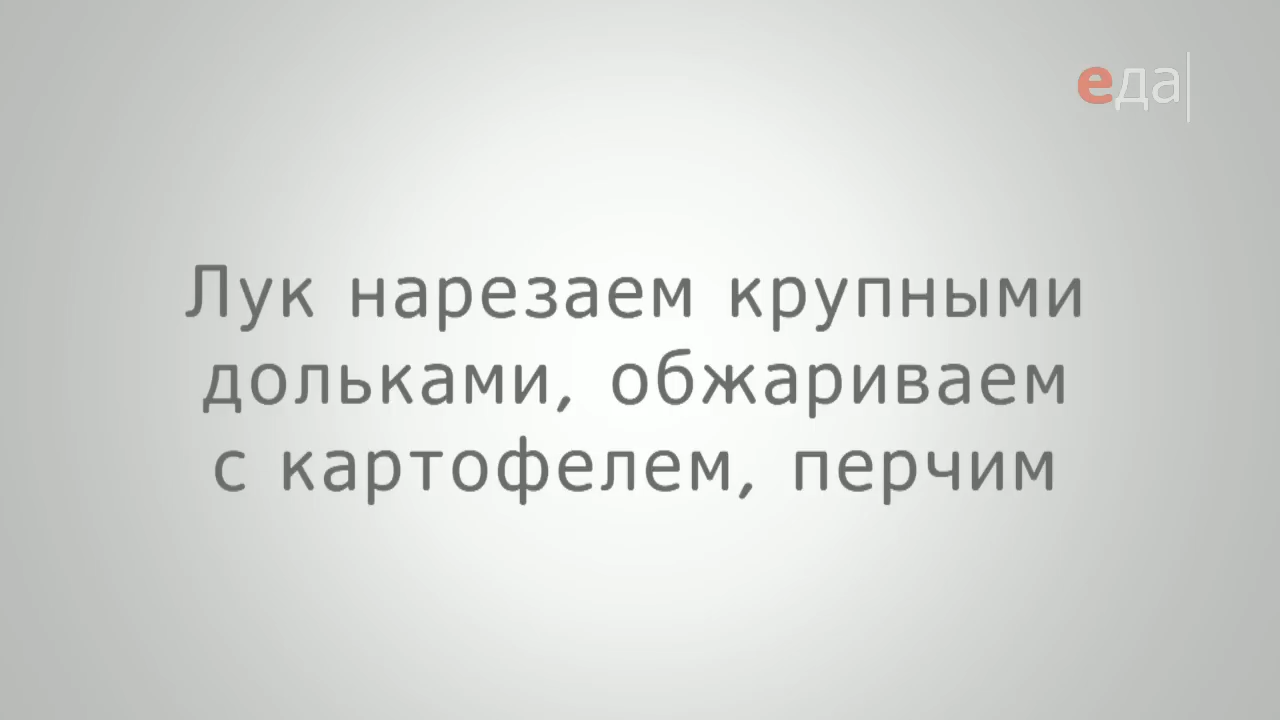 еда
Лук нарезаем крупными
дольками, обжариваем
с картофелем, перчим